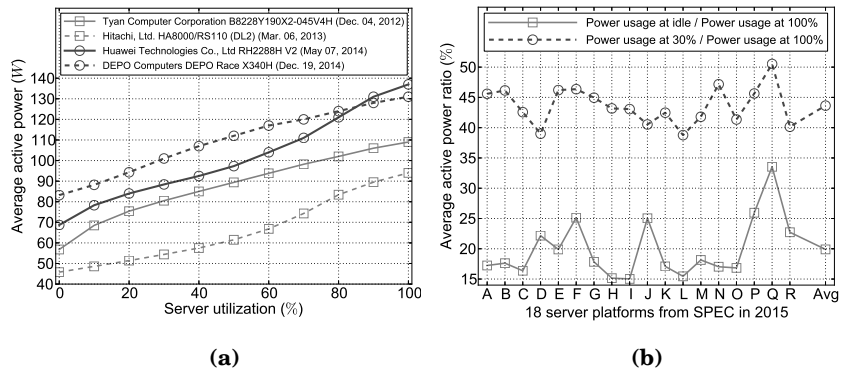 Tyan Computer Corporation B8228Y190X2-045V4H (Dec. 04, 2012)
Hitachi, Ltd. HA8000/RS110 (DL2) (Mar. 06, 2013)
Huawei Technologies Co., Ltd RH2288H V2 (May 07, 2014)
DEPO Computers DEPO Race X340H (Dec. 19, 2014)
Average active power (W)
140
130
120
110
100
90
80
70
60
50
40
0 20 40 60 80 100
Server utilization (%)
(a)
Power usage at idle / Power usage at 100%
Power usage at 30% / Power usage at 100%
Average active power ratio (%)
50
45
40
35
30
25
20
15
A B C D E F G H I J K L M N O P Q R Avg
18 server platforms from SPEC in 2015
(b)